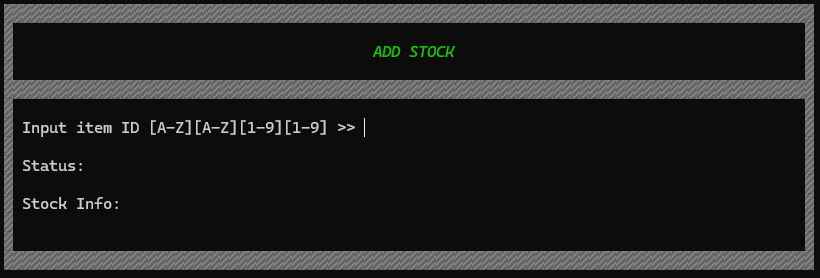 ADD STOCK
Input item ID [A-Z][A-Z][1-9][1-9] >>
Status:
Stock Info: